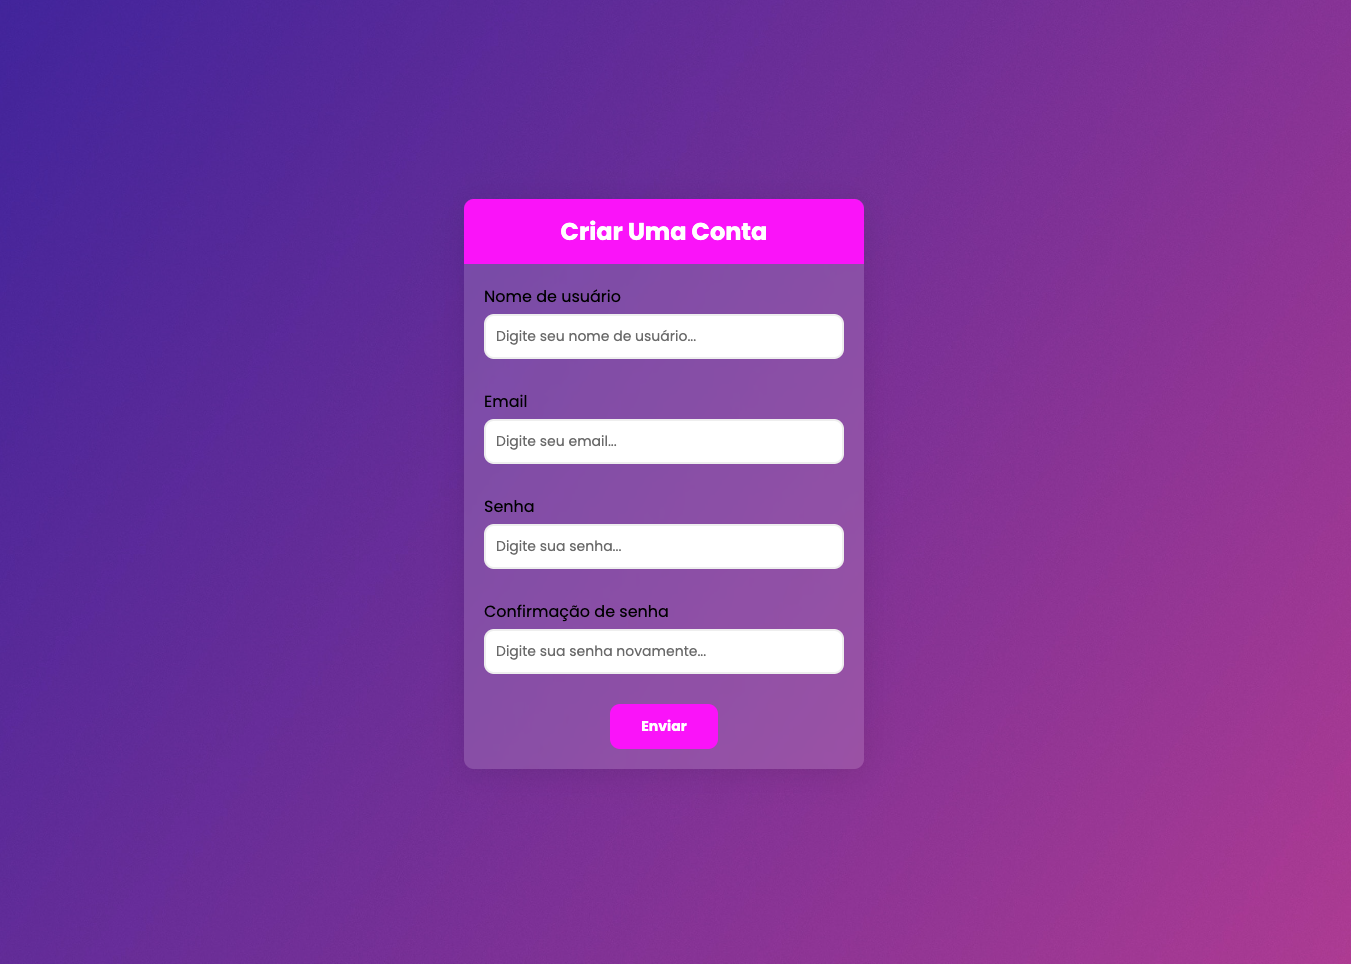 Criar Uma Conta
Nome de usuário
Digite seu nome de usuário...
Email
Digite seu email...
Senha
Digite sua senha...
Confirmação de senha
Digite sua senha novamente...
Enviar